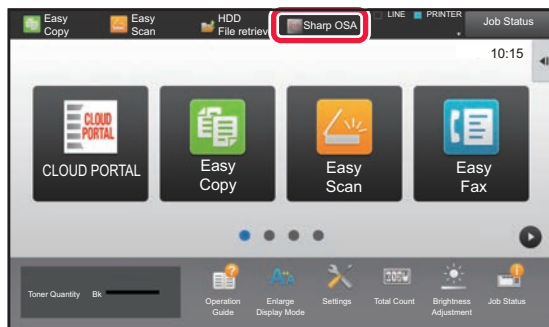 Easy
Copy
Easy
Scan
HDD
File retriev
Sharp OSA
LINE
PRINTER
Job Status
10:15
CLOUD
PORTAL
CLOUD PORTAL
Easy
Copy
Easy
Scan
Easy
Fax
Toner Quantity Bk
Operation
Guide
Enlarge
Display Mode
Settings
Total Count
Brightness
Adjustment
Job Status